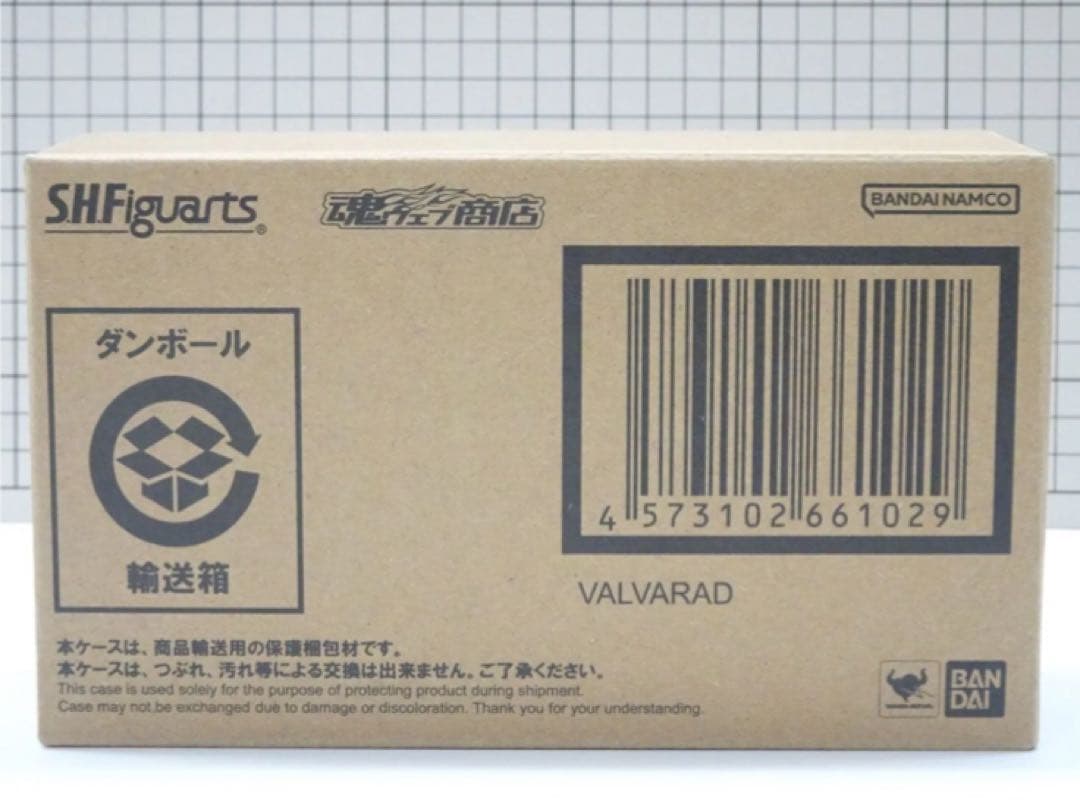 S.H.Figuarts®
魂ウェブ商店
BANDAI NAMCO
ダンボール
輸送箱
4 573102 661029
VALVARAD
本ケースは、商品輸送用の保護梱包材です。
本ケースは、つぶれ、汚れ等による交換は出来ません。ご了承ください。
This case is used solely for the purpose of protecting product during shipment.
Case may not be exchanged due to damage or discoloration. Thank you for your understanding.
BAN
DAI